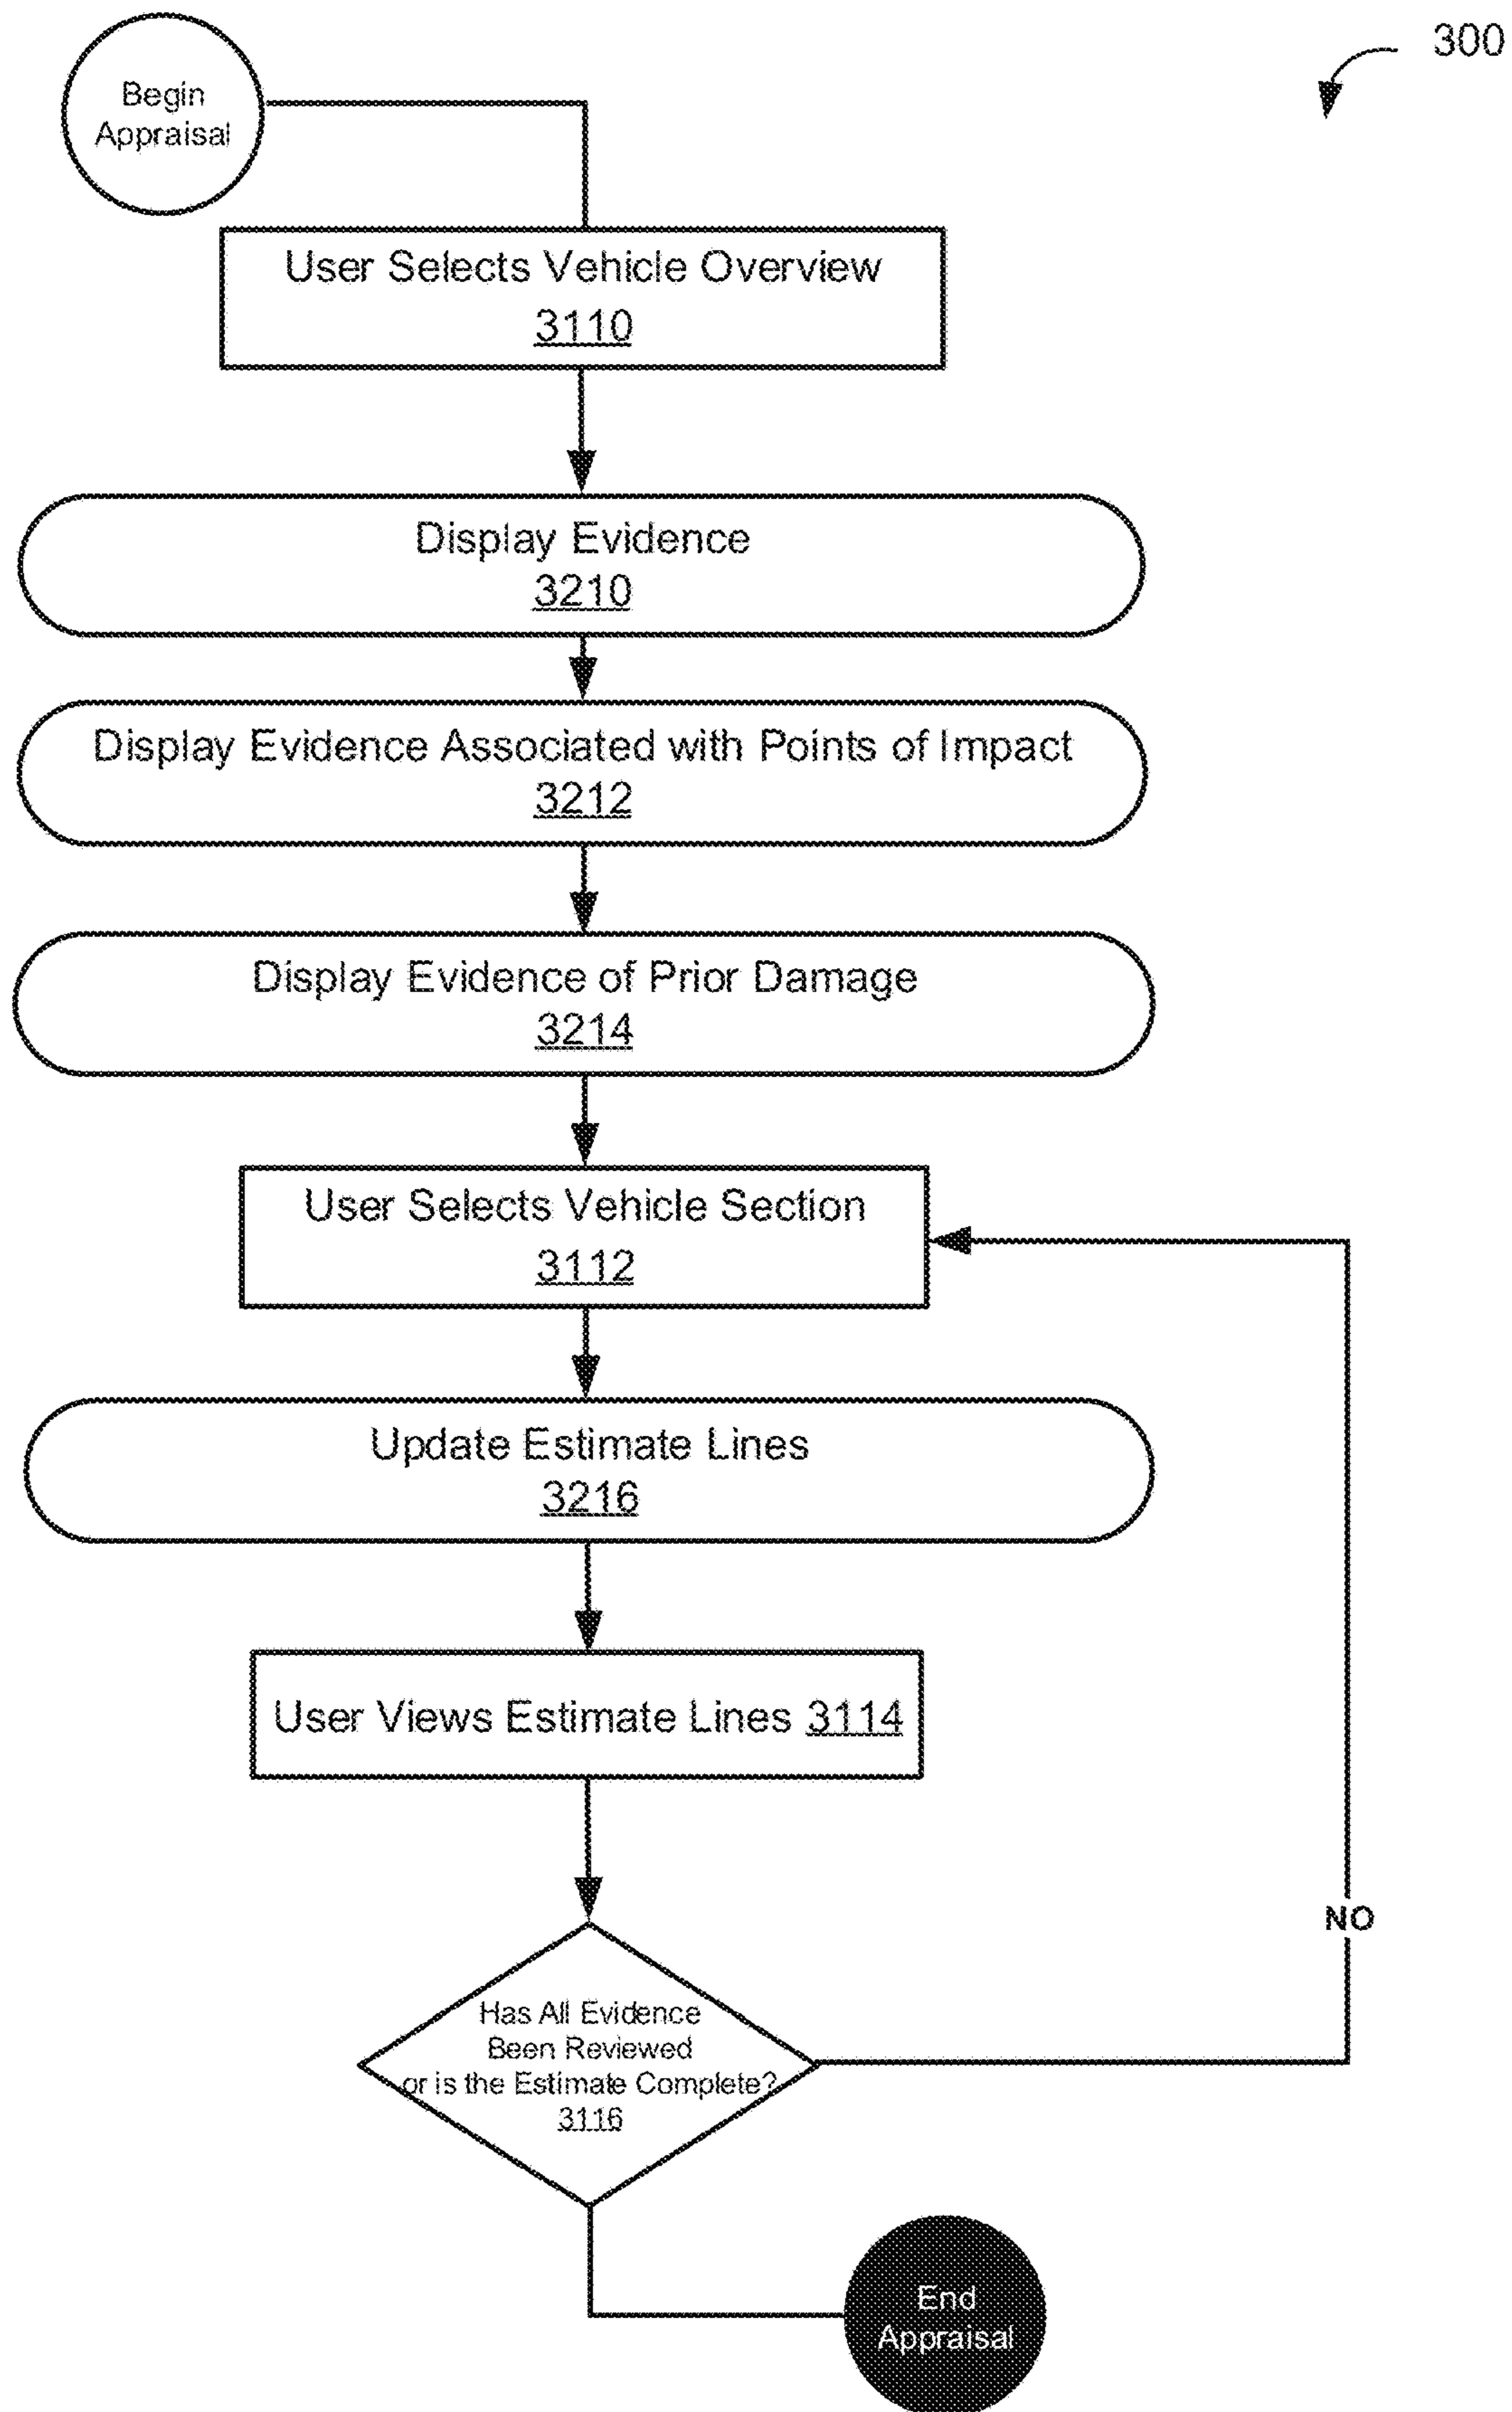 300
Begin
Appraisal
User Selects Vehicle Overview
3110
Display Evidence
3210
Display Evidence Associated with Points of Impact
3212
Display Evidence of Prior Damage
3214
User Selects Vehicle Section
3112
Update Estimate Lines
3216
User Views Estimate Lines 3114
NO
Has All Evidence
Been Reviewed
or is the Estimate Complete?
3116
End
Appraisal